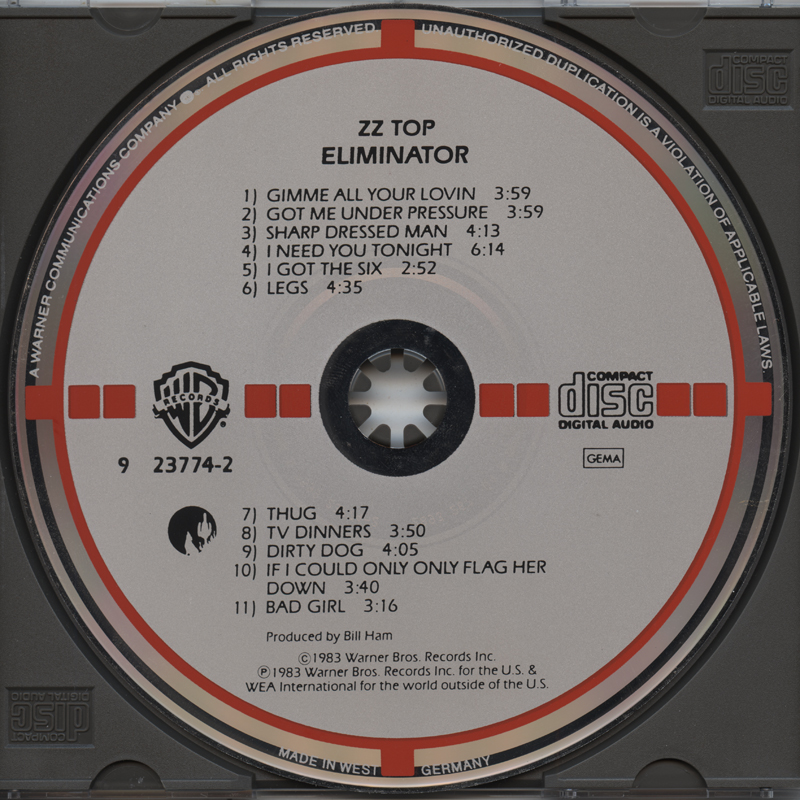 A WARNER COMMUNICATIONS COMPANY ALL RIGHTS RESERVED UNAUTHORIZED DUPLICATION IS A VIOLATION OF APPLICABLE LAWS
COMPACT
disc
DIGITAL AUDIO
ZZ TOP
ELIMINATOR
1) GIMME ALL YOUR LOVIN 3:59
2) GOT ME UNDER PRESSURE 3:59
3) SHARP DRESSED MAN 4:13
4) I NEED YOU TONIGHT 6:14
5) I GOT THE SIX 2:52
6) LEGS 4:35
WB
RECORDS
COMPACT
disc
DIGITAL AUDIO
9 23774-2
GEMA
7) THUG 4:17
8) TV DINNERS 3:50
9) DIRTY DOG 4:05
10) IF I COULD ONLY ONLY FLAG HER
DOWN 3:40
11) BAD GIRL 3:16
Produced by Bill Ham
©1983 Warner Bros. Records Inc.
℗1983 Warner Bros. Records Inc. for the U.S. &
WEA International for the world outside of the U.S.
COMPACT
disc
DIGITAL AUDIO
MADE IN WEST GERMANY